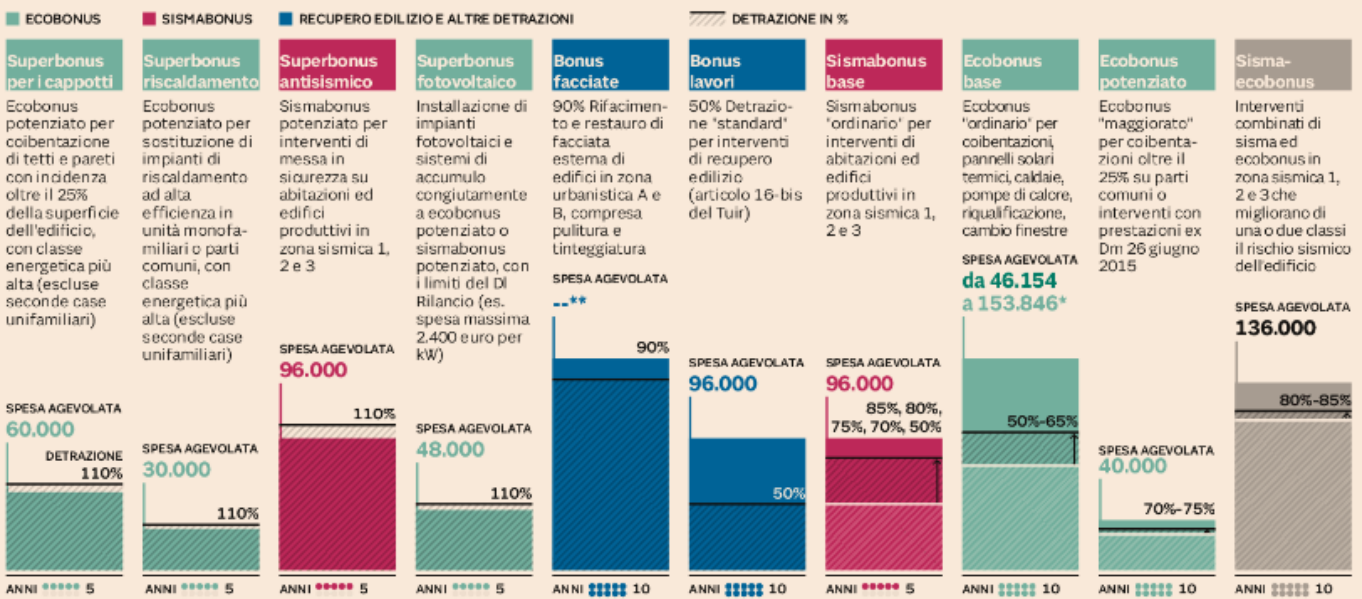 ECOBONUS
SISMABONUS
RECUPERO EDILIZIO E ALTRE DETRAZIONI
DETRAZIONE IN %
Superbonus
per i cappotti
Ecobonus
potenziato per
coibentazione
di tetti e pareti
con incidenza
oltre il 25%
della superficie
dell'edificio,
con classe
energetica più
alta (escluse
seconde case
unifamiliari)
SPESA AGEVOLATA
60.000
DETRAZIONE
110%
ANNI 5
Superbonus
riscaldamento
Ecobonus
potenziato per
sostituzione di
impianti di
riscaldamento
ad alta
efficienza in
unità monofa-
miliari o parti
comuni, con
classe
energetica più
alta (escluse
seconde case
unifamiliari)
SPESA AGEVOLATA
30.000
110%
ANNI 5
Superbonus
antisismico
Sismabonus
potenziato per
interventi di
messa in
sicurezza su
abitazioni ed
edifici
produttivi in
zona sismica 1,
2 e 3
SPESA AGEVOLATA
96.000
110%
ANNI 5
Superbonus
fotovoltaico
Installazione di
impianti
fotovoltaici e
sistemi di
accumulo
congiutamente
a ecobonus
potenziato o
sismabonus
potenziato, con
i limiti del Dl
Rilancio (es.
spesa massima
2.400 euro per
kW)
SPESA AGEVOLATA
48.000
110%
ANNI 5
Bonus
facciate
90% Rifacimen-
to e restauro di
facciata
esterna di
edifici in zona
urbanistica A e
B, compresa
pulitura e
tinteggiatura
SPESA AGEVOLATA
--**
90%
ANNI 10
Bonus
lavori
50% Detrazio-
ne "standard"
per interventi
di recupero
edilizio
(articolo 16-bis
del Tuir)
SPESA AGEVOLATA
96.000
50%
ANNI 10
Sismabonus
base
Sismabonus
"ordinario" per
interventi di
abitazioni ed
edifici
produttivi in
zona sismica 1,
2 e 3
SPESA AGEVOLATA
96.000
85%, 80%,
75%, 70%, 50%
ANNI 5
Ecobonus
base
Ecobonus
"ordinario" per
coibentazioni,
pannelli solari
termici, caldaie,
pompe di calore,
riqualificazione,
cambio finestre
SPESA AGEVOLATA
da 46.154
a 153.846*
50%-65%
ANNI 10
Ecobonus
potenziato
Ecobonus
"maggiorato"
per coibenta-
zioni oltre il
25% su parti
comuni o
interventi con
prestazioni ex
Dm 26 giugno
2015
SPESA AGEVOLATA
40.000
70%-75%
ANNI 10
Sisma-
ecobonus
Interventi
combinati di
sisma ed
ecobonus in
zona sismica 1,
2 e 3 che
migliorano di
una o due classi
il rischio sismico
dell'edificio
SPESA AGEVOLATA
136.000
80%-85%
ANNI 10